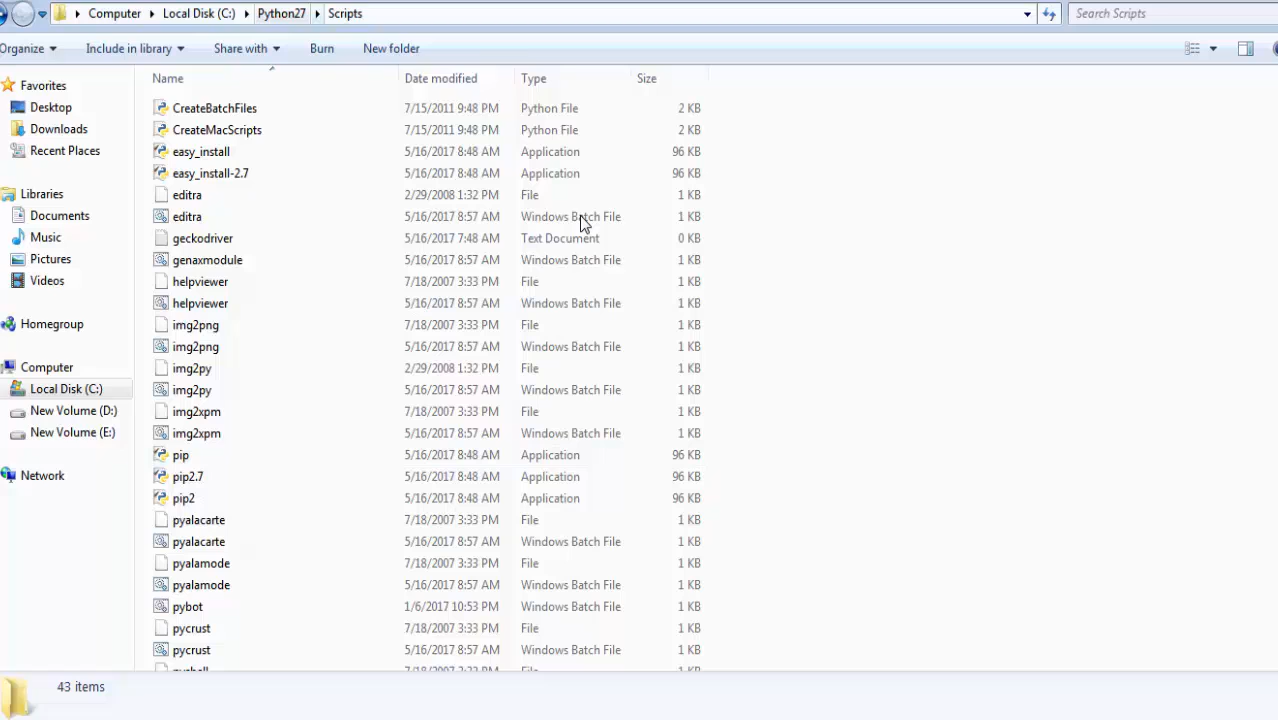 Computer Local Disk (C:) Python27 Scripts Search Scripts
Organize Include in library Share with Burn New folder
Favorites
Desktop
Downloads
Recent Places
Libraries
Documents
Music
Pictures
Videos
Homegroup
Computer
Local Disk (C:)
New Volume (D:)
New Volume (E:)
Network
Name Date modified Type Size
CreateBatchFiles 7/15/2011 9:48 PM Python File 2 KB
CreateMacScripts 7/15/2011 9:48 PM Python File 2 KB
easy_install 5/16/2017 8:48 AM Application 96 KB
easy_install-2.7 5/16/2017 8:48 AM Application 96 KB
editra 2/29/2008 1:32 PM File 1 KB
editra 5/16/2017 8:57 AM Windows Batch File 1 KB
geckodriver 5/16/2017 7:48 AM Text Document 0 KB
genaxmodule 5/16/2017 8:57 AM Windows Batch File 1 KB
helpviewer 7/18/2007 3:33 PM File 1 KB
helpviewer 5/16/2017 8:57 AM Windows Batch File 1 KB
img2png 7/18/2007 3:33 PM File 1 KB
img2png 5/16/2017 8:57 AM Windows Batch File 1 KB
img2py 2/29/2008 1:32 PM File 1 KB
img2py 5/16/2017 8:57 AM Windows Batch File 1 KB
img2xpm 7/18/2007 3:33 PM File 1 KB
img2xpm 5/16/2017 8:57 AM Windows Batch File 1 KB
pip 5/16/2017 8:48 AM Application 96 KB
pip2.7 5/16/2017 8:48 AM Application 96 KB
pip2 5/16/2017 8:48 AM Application 96 KB
pyalacarte 7/18/2007 3:33 PM File 1 KB
pyalacarte 5/16/2017 8:57 AM Windows Batch File 1 KB
pyalamode 7/18/2007 3:33 PM File 1 KB
pyalamode 5/16/2017 8:57 AM Windows Batch File 1 KB
pybot 1/6/2017 10:53 PM Windows Batch File 1 KB
pycrust 7/18/2007 3:33 PM File 1 KB
pycrust 5/16/2017 8:57 AM Windows Batch File 1 KB
43 items